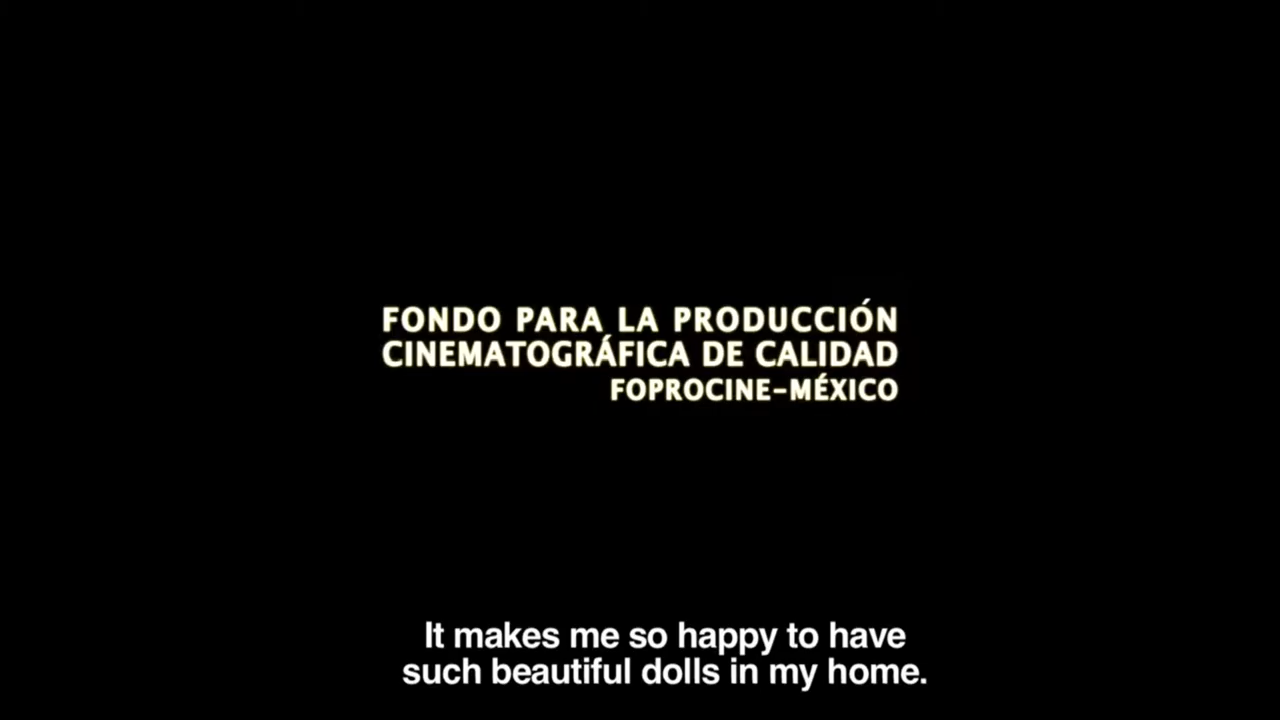 FONDO PARA LA PRODUCCIÓN
CINEMATOGRÁFICA DE CALIDAD
FOPROCINE-MÉXICO
It makes me so happy to have
such beautiful dolls in my home.